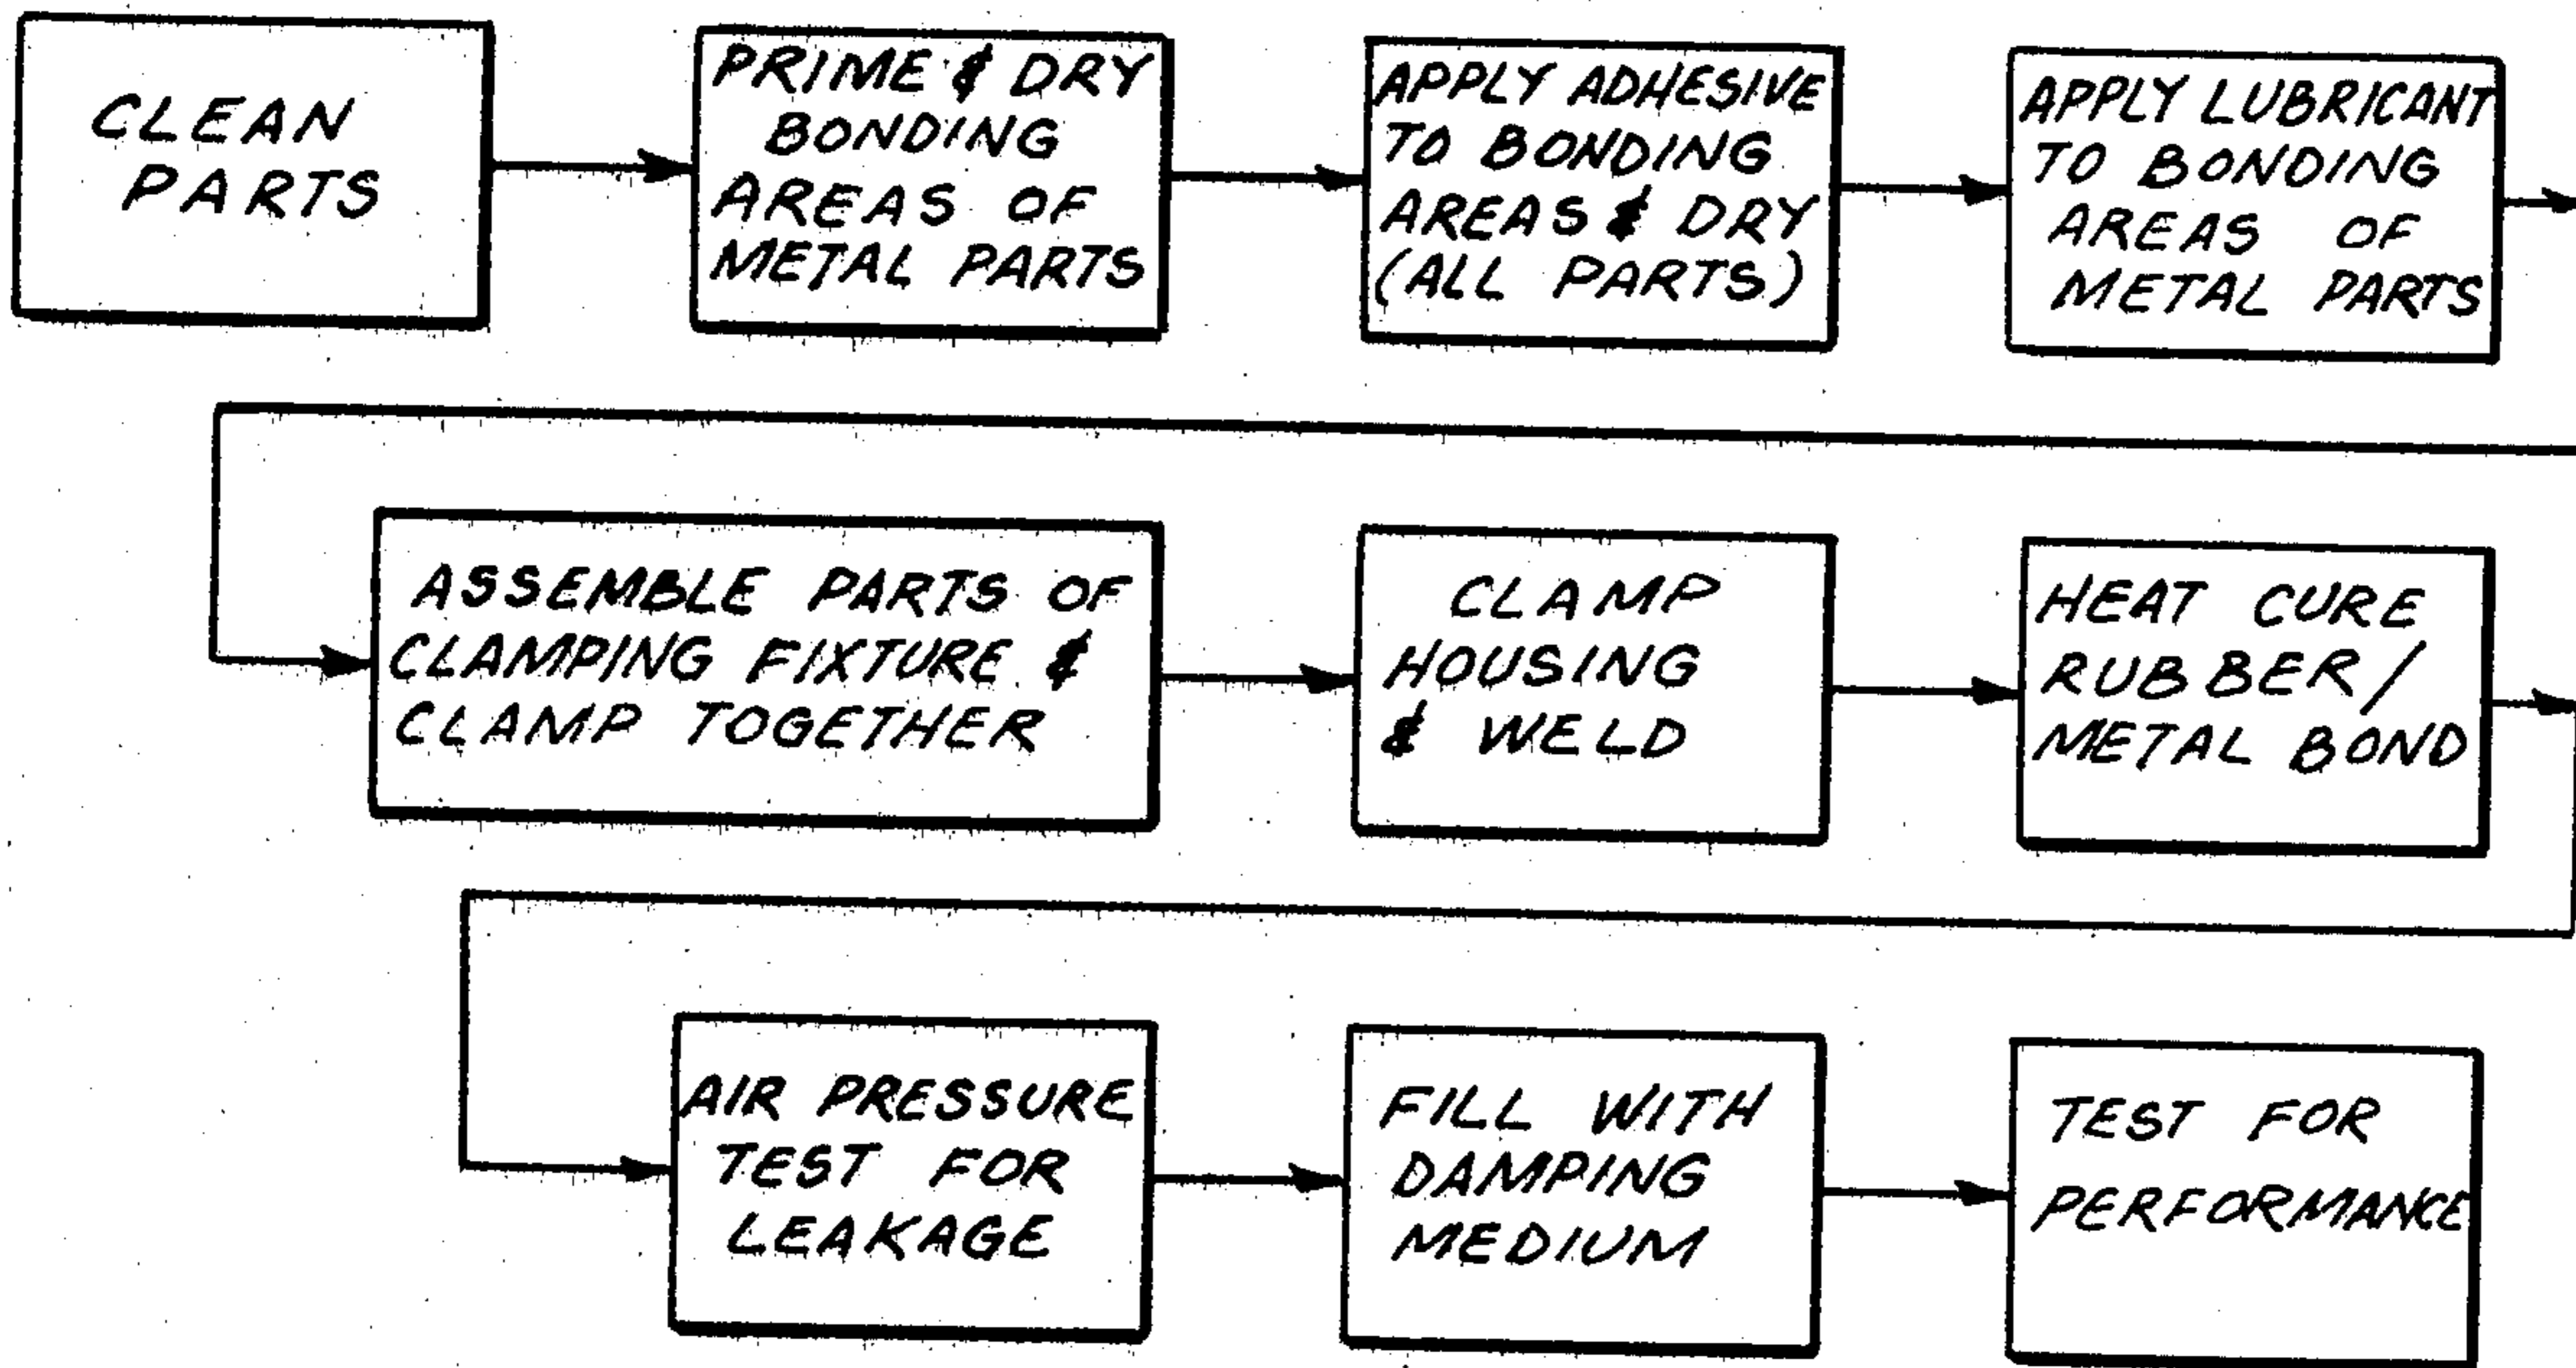 CLEAN
PARTS
PRIME & DRY
BONDING
AREAS OF
METAL PARTS
APPLY ADHESIVE
TO BONDING
AREAS & DRY
(ALL PARTS)
APPLY LUBRICANT
TO BONDING
AREAS OF
METAL PARTS
ASSEMBLE PARTS OF
CLAMPING FIXTURE &
CLAMP TOGETHER
CLAMP
HOUSING
& WELD
HEAT CURE
RUBBER/
METAL BOND
AIR PRESSURE
TEST FOR
LEAKAGE
FILL WITH
DAMPING
MEDIUM
TEST FOR
PERFORMANCE